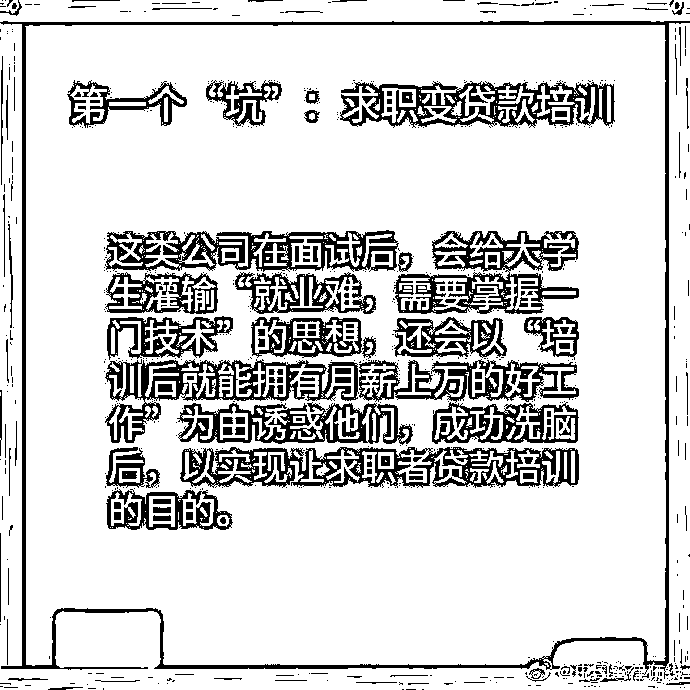 第一个“坑”：求职变贷款培训
这类公司在面试后，会给大学
生灌输“就业难，需要掌握一
门技术”的思想，还会以“培
训后就能拥有月薪上万的好工
作”为由诱惑他们，成功洗脑
后，以实现让求职者贷款培训
的目的。